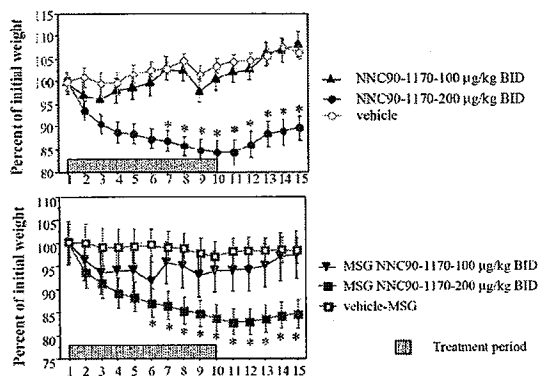 Percent of initial weight
115
110
105
100
95
90
85
80
* * * * * * * * *
1 2 3 4 5 6 7 8 9 10 11 12 13 14 15
NNC90-1170-100 µg/kg BID
NNC90-1170-200 µg/kg BID
vehicle
Percent of initial weight
110
105
100
95
90
85
80
75
* * * * * * * * * *
1 2 3 4 5 6 7 8 9 10 11 12 13 14 15
MSG NNC90-1170-100 µg/kg BID
MSG NNC90-1170-200 µg/kg BID
vehicle-MSG
Treatment period